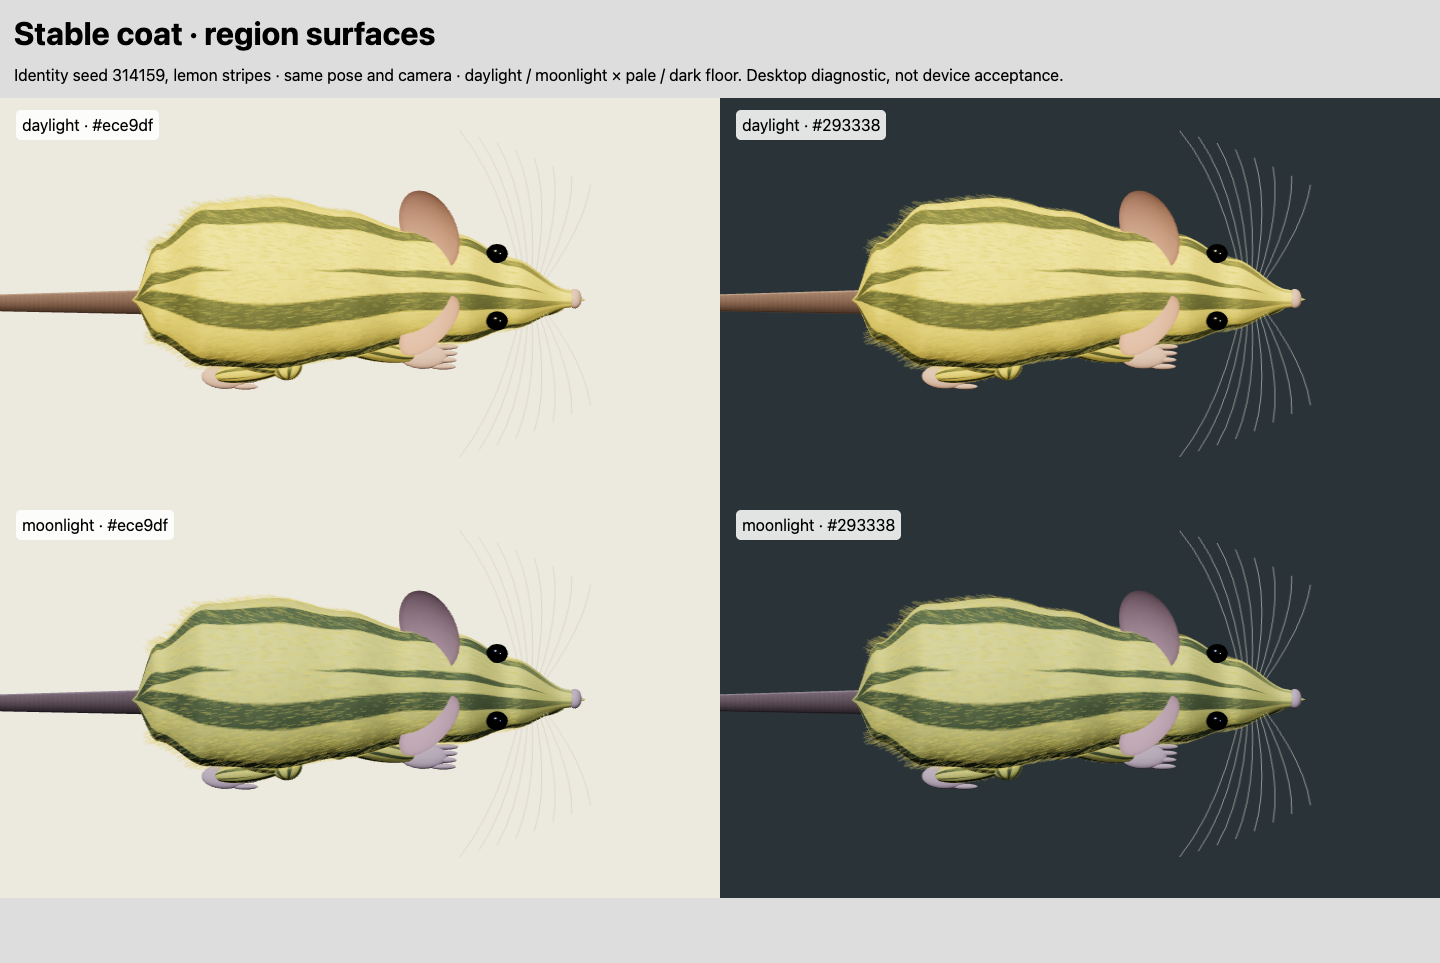 Stable coat · region surfaces
Identity seed 314159, lemon stripes · same pose and camera · daylight / moonlight × pale / dark floor. Desktop diagnostic, not device acceptance.
daylight · #ece9df
daylight · #293338
moonlight · #ece9df
moonlight · #293338